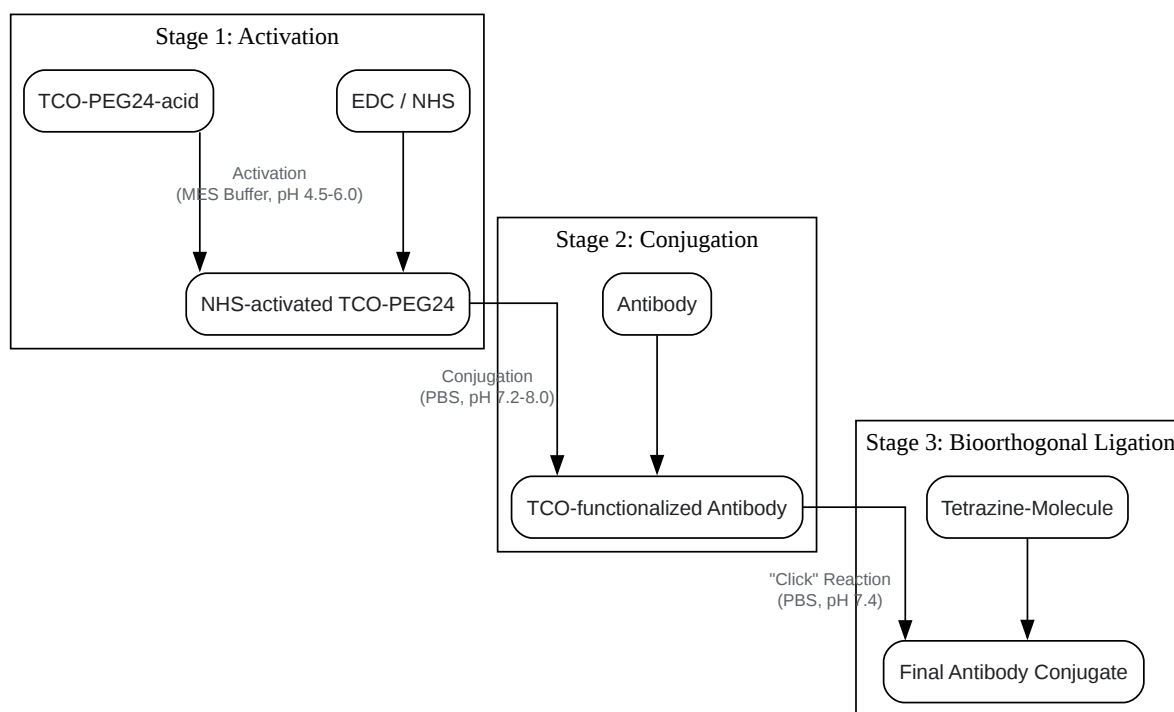 Stage 1: Activation
TCO-PEG24-acid
EDC / NHS
Activation
(MES Buffer, pH 4.5-6.0)
NHS-activated TCO-PEG24
Stage 2: Conjugation
Antibody
Conjugation
(PBS, pH 7.2-8.0)
TCO-functionalized Antibody
Stage 3: Bioorthogonal Ligation
Tetrazine-Molecule
"Click" Reaction
(PBS, pH 7.4)
Final Antibody Conjugate